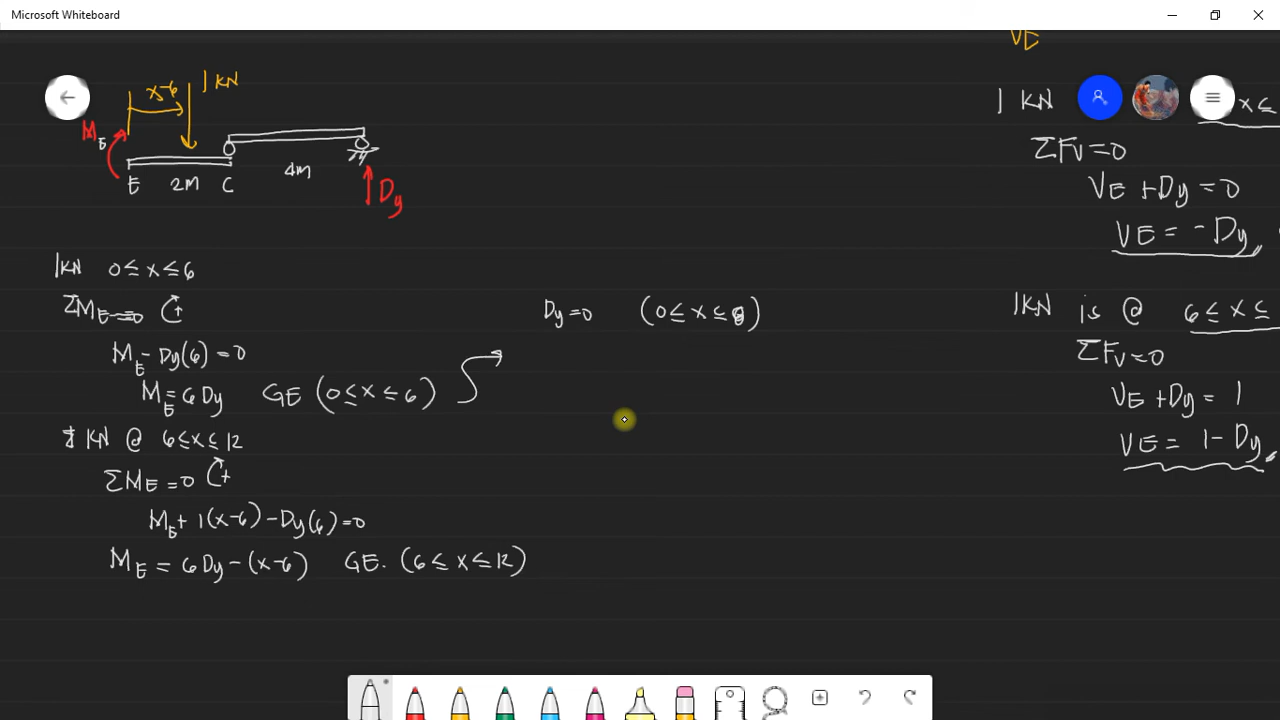 Microsoft Whiteboard
VE
x-6
1 KN
ME
E
2M
C
4M
Dy
1KN 0≤x≤6
ΣME=0 +
ME - Dy(6) = 0
ME = 6Dy GE (0≤x≤6)
1 KN @ 6≤x≤12
ΣME=0 +
ME + 1(x-6) - Dy(6) = 0
ME = 6Dy - (x-6) GE. (6≤x≤12)
Dy=0 (0≤x≤8)
1 KN x≤
ΣFv=0
VE + Dy = 0
VE = -Dy
1KN is @ 6≤x≤
ΣFv=0
VE + Dy = 1
VE = 1 - Dy